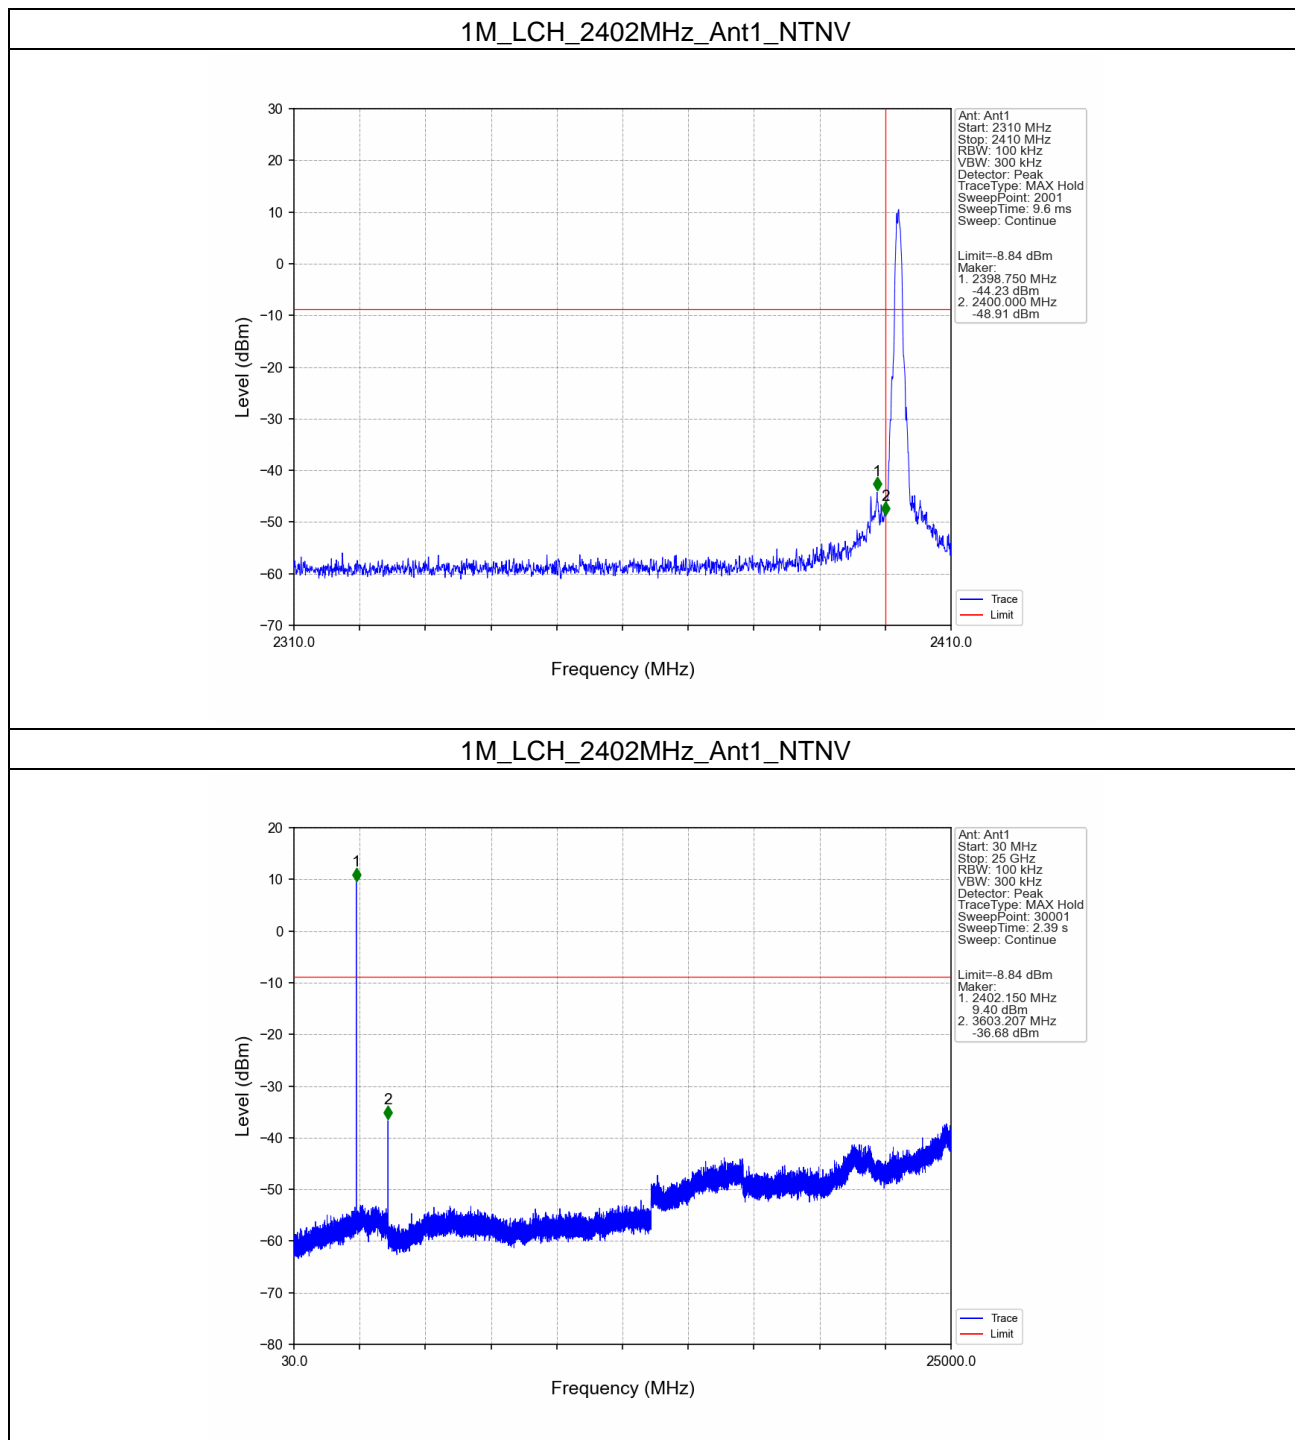 1M_LCH_2402MHz_Ant1_NTNV
30
20
10
0
−10
−20
−30
−40
−50
−60
−70
Level (dBm)
1
2
2310.0
2410.0
Frequency (MHz)
Ant: Ant1
Start: 2310 MHz
Stop: 2410 MHz
RBW: 100 kHz
VBW: 300 kHz
Detector: Peak
TraceType: MAX Hold
SweepPoint: 2001
SweepTime: 9.6 ms
Sweep: Continue
Limit=-8.84 dBm
Maker:
1. 2398.750 MHz
-44.23 dBm
2. 2400.000 MHz
-48.91 dBm
Trace
Limit
1M_LCH_2402MHz_Ant1_NTNV
20
10
0
−10
−20
−30
−40
−50
−60
−70
−80
Level (dBm)
1
2
30.0
25000.0
Frequency (MHz)
Ant: Ant1
Start: 30 MHz
Stop: 25 GHz
RBW: 100 kHz
VBW: 300 kHz
Detector: Peak
TraceType: MAX Hold
SweepPoint: 30001
SweepTime: 2.39 s
Sweep: Continue
Limit=-8.84 dBm
Maker:
1. 2402.150 MHz
9.40 dBm
2. 3603.207 MHz
-36.68 dBm
Trace
Limit